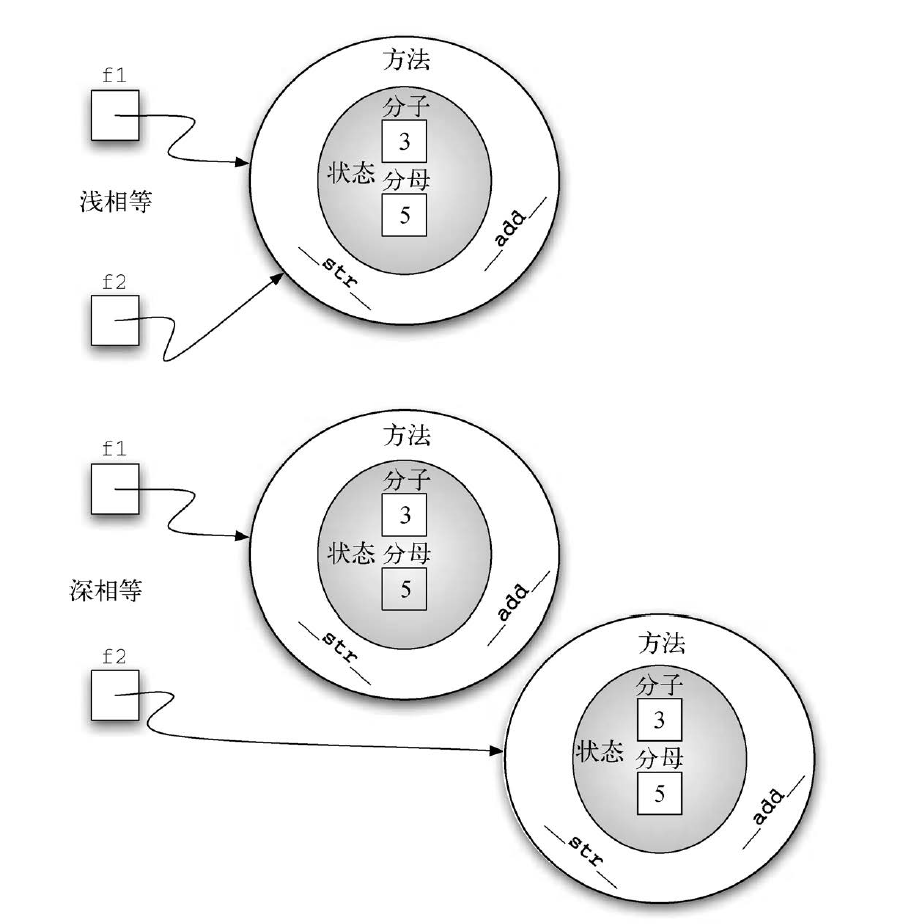 方法
f1
分子
3
状态 分母
5
浅相等
__add__
__str__
f2
方法
f1
分子
3
状态 分母
5
深相等
__add__
__str__
f2
方法
分子
3
状态 分母
5
__add__
__str__